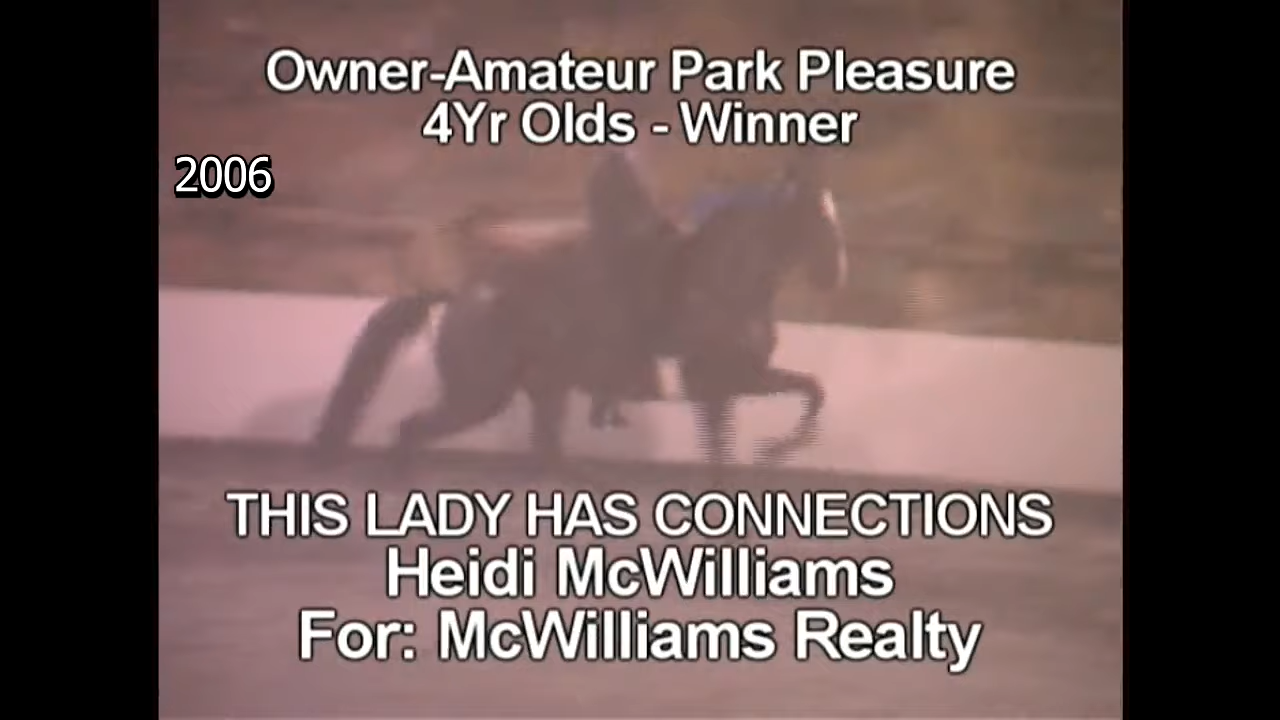 Owner-Amateur Park Pleasure
4Yr Olds - Winner
2006
THIS LADY HAS CONNECTIONS
Heidi McWilliams
For: McWilliams Realty